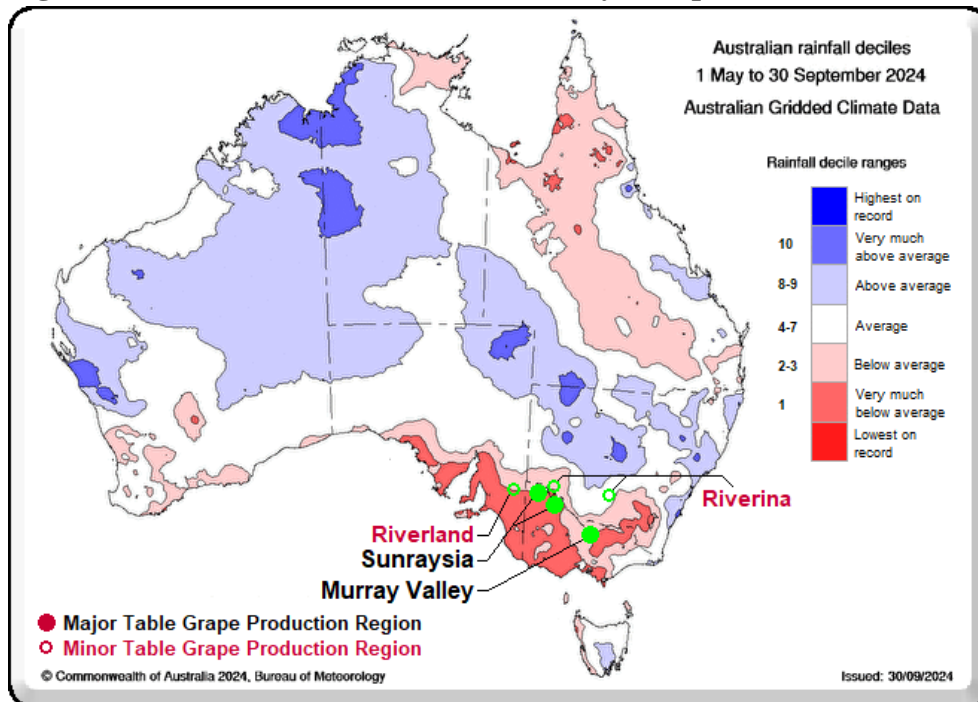 Australian rainfall deciles
1 May to 30 September 2024
Australian Gridded Climate Data
Rainfall decile ranges
Highest on
record
10
Very much
above average
8-9
Above average
4-7
Average
2-3
Below average
1
Very much
below average
Lowest on
record
Riverina
Riverland
Sunraysia
Murray Valley
Major Table Grape Production Region
Minor Table Grape Production Region
© Commonwealth of Australia 2024, Bureau of Meteorology
Issued: 30/09/2024